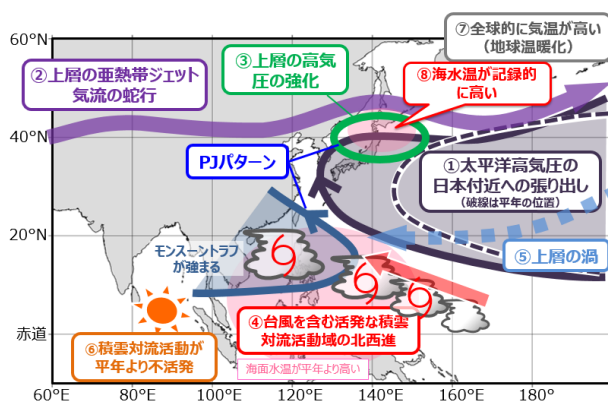 60°N
⑦全球的に気温が高い
（地球温暖化）
③上層の高気
圧の強化
②上層の亜熱帯ジェット
気流の蛇行
⑧海水温が記録的
に高い
40°N
PJパターン
①太平洋高気圧の
日本付近への張り出し
（破線は平年の位置）
20°N
モンスーントラフ
が強まる
⑤上層の渦
赤道
⑥積雲対流活動が
平年より不活発
④台風を含む活発な積雲
対流活動域の北西進
海面水温が平年より高い
60°E
80°E
100°E
120°E
140°E
160°E
180°